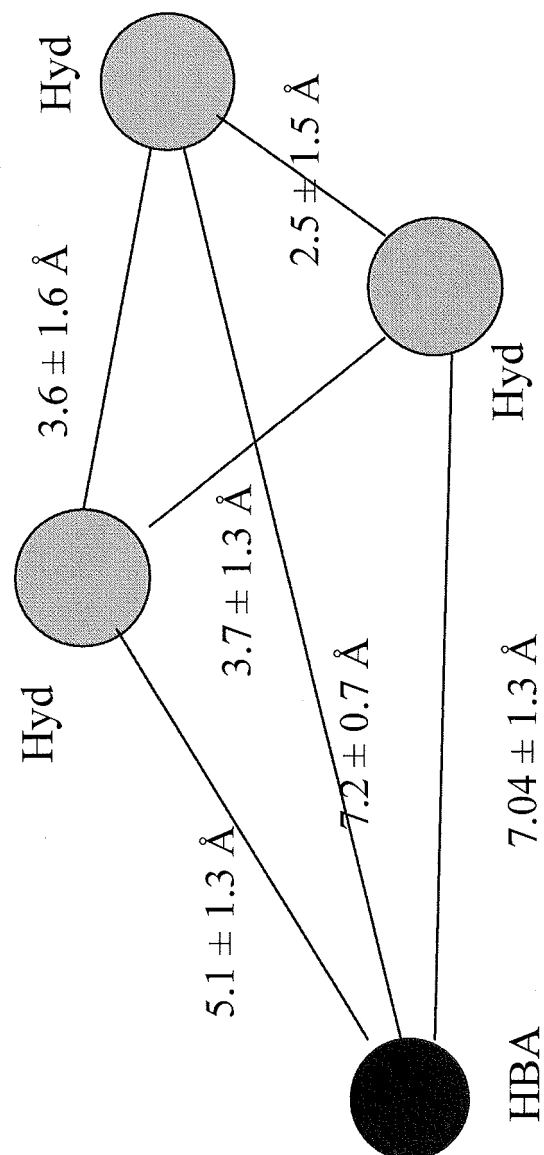 Hyd
3.6 ± 1.6 Å
2.5 ± 1.5 Å
Hyd
3.7 ± 1.3 Å
Hyd
5.1 ± 1.3 Å
7.2 ± 0.7 Å
7.04 ± 1.3 Å
HBA